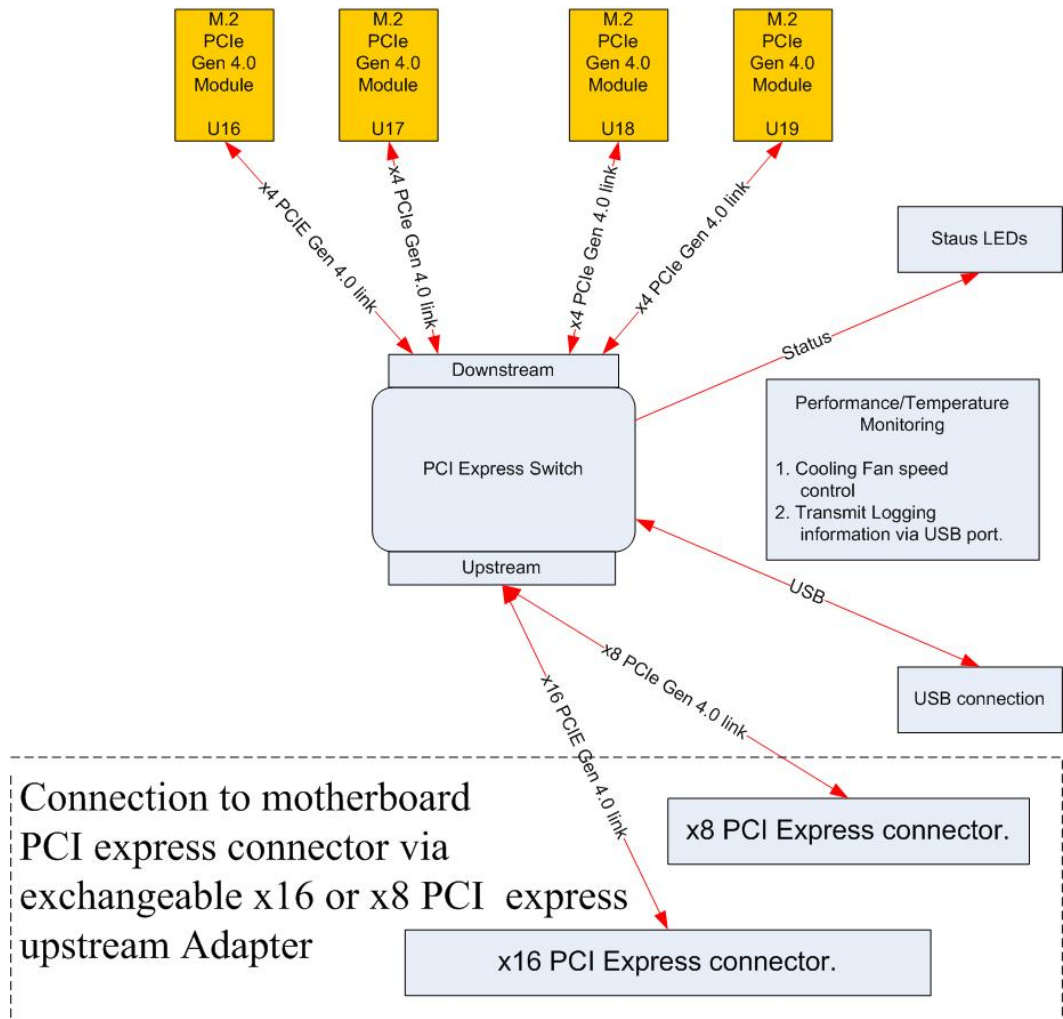 M.2
PCIe
Gen 4.0
Module
U16
M.2
PCIe
Gen 4.0
Module
U17
M.2
PCIe
Gen 4.0
Module
U18
M.2
PCIe
Gen 4.0
Module
U19
x4 PCIE Gen 4.0 link
x4 PCIe Gen 4.0 link
x4 PCIe Gen 4.0 link
x4 PCIe Gen 4.0 link
Staus LEDs
Status
Downstream
PCI Express Switch
Upstream
Performance/Temperature
Monitoring
1. Cooling Fan speed
control
2. Transmit Logging
information via USB port.
USB
USB connection
x8 PCIe Gen 4.0 link
x16 PCIE Gen 4.0 link
Connection to motherboard
PCI express connector via
exchangeable x16 or x8 PCI express
upstream Adapter
x8 PCI Express connector.
x16 PCI Express connector.